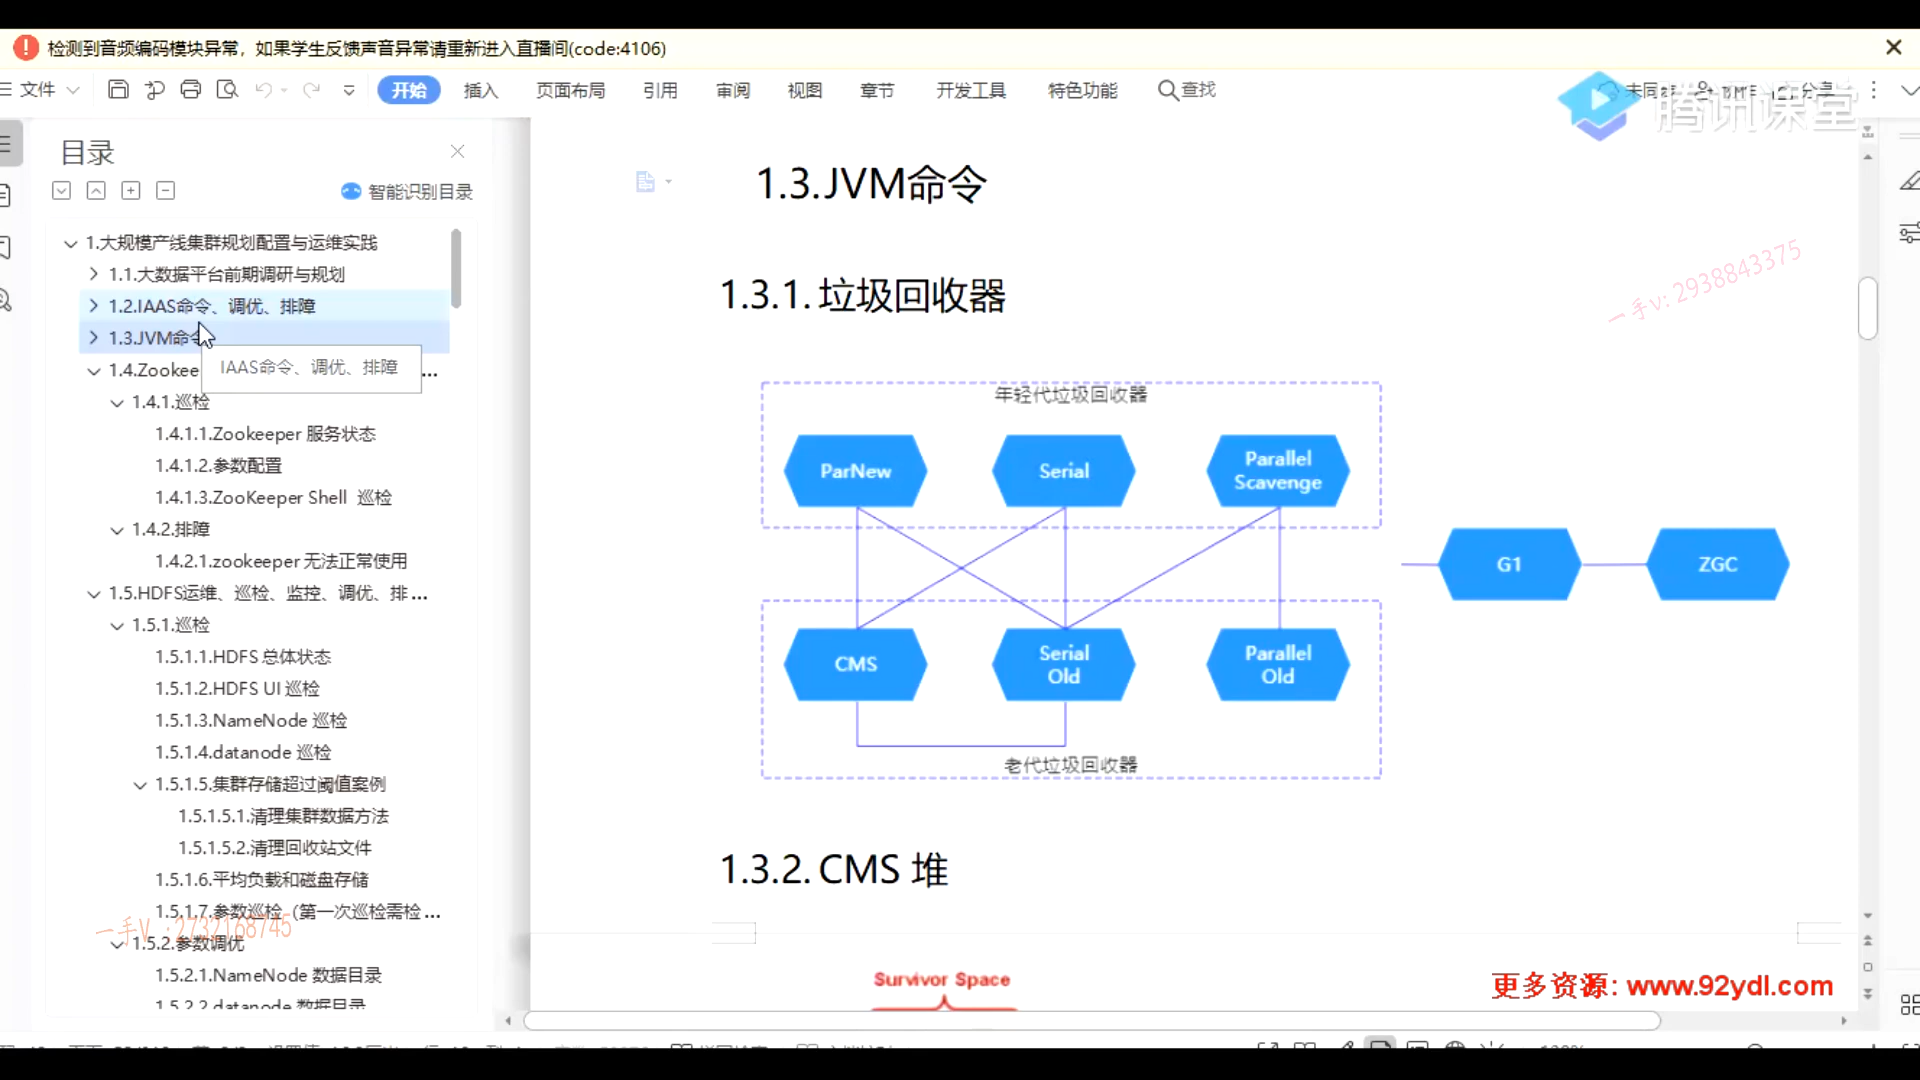 检测到音频编码模块异常，如果学生反馈声音异常请重新进入直播间(code:4106)
文件
开始
插入
页面布局
引用
审阅
视图
章节
开发工具
特色功能
查找
分享
腾讯课堂
目录
智能识别目录
1.大规模产线集群规划配置与运维实践
1.1.大数据平台前期调研与规划
1.2.IAAS命令、调优、排障
1.3.JVM命令
IAAS命令、调优、排障
1.4.Zookee
...
1.4.1.巡检
1.4.1.1.Zookeeper 服务状态
1.4.1.2.参数配置
1.4.1.3.ZooKeeper Shell 巡检
1.4.2.排障
1.4.2.1.zookeeper 无法正常使用
1.5.HDFS运维、巡检、监控、调优、排 ...
1.5.1.巡检
1.5.1.1.HDFS 总体状态
1.5.1.2.HDFS UI 巡检
1.5.1.3.NameNode 巡检
1.5.1.4.datanode 巡检
1.5.1.5.集群存储超过阈值案例
1.5.1.5.1.清理集群数据方法
1.5.1.5.2.清理回收站文件
1.5.1.6.平均负载和磁盘存储
1.5.1.7.参数巡检（第一次巡检需检 ...
一手V：2732168745
1.5.2.参数调优
1.5.2.1.NameNode 数据目录
1.5.2.2.datanode 数据目录
1.3.JVM命令
一手v: 2938843375
1.3.1. 垃圾回收器
年轻代垃圾回收器
ParNew
Serial
Parallel
Scavenge
G1
ZGC
CMS
Serial
Old
Parallel
Old
老代垃圾回收器
1.3.2. CMS 堆
Survivor Space
更多资源: www.92ydl.com